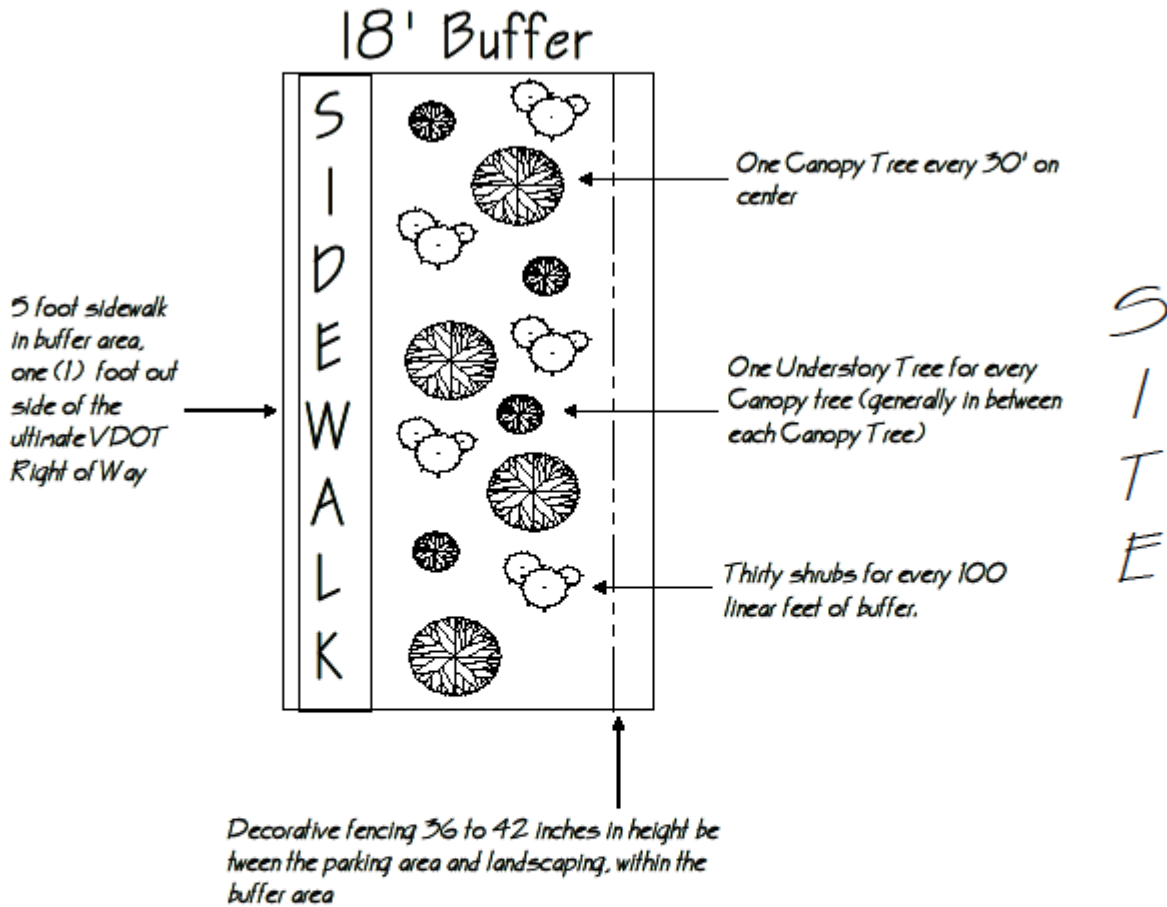 18' Buffer
SIDEWALK
One Canopy Tree every 30' on
center
5 foot sidewalk
in buffer area,
one (1) foot out
side of the
ultimate VDOT
Right of Way
One Understory Tree for every
Canopy tree (generally in between
each Canopy Tree)
Thirty shrubs for every 100
linear feet of buffer.
SITE
Decorative fencing 36 to 42 inches in height be
tween the parking area and landscaping, within the
buffer area